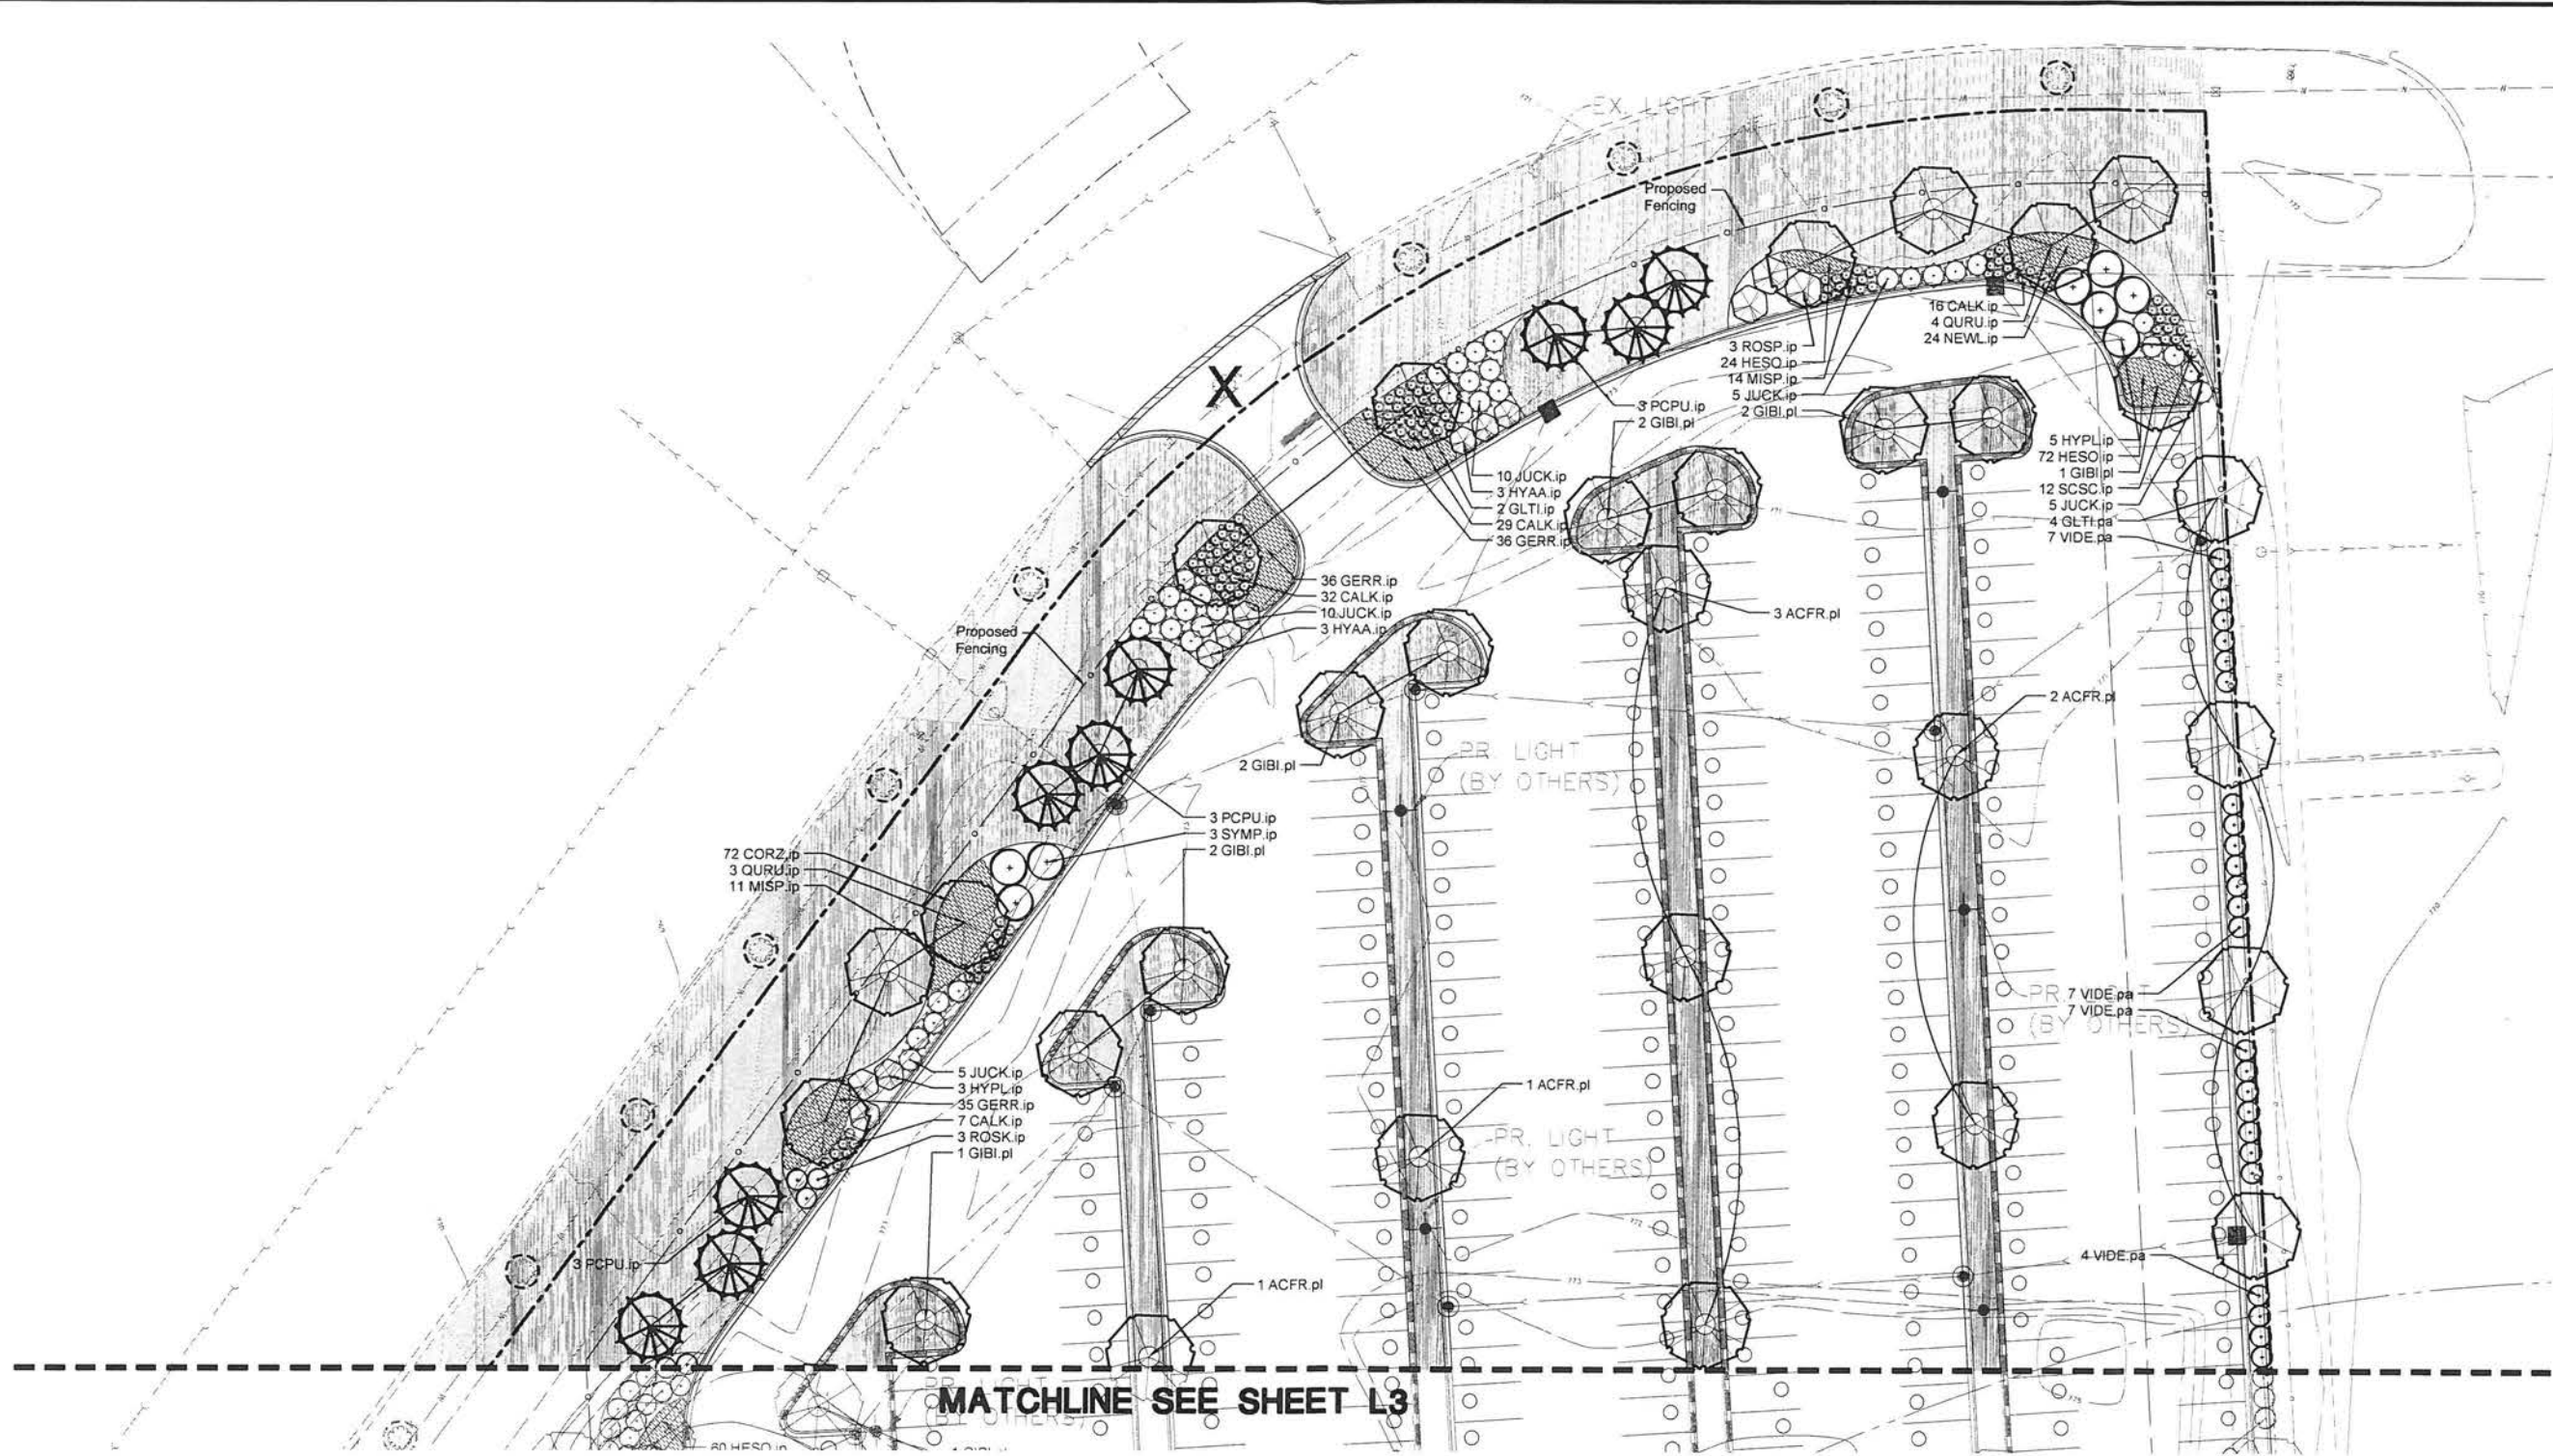 EX. LIGHT
Proposed
Fencing
16 CALK.ip
4 QURU.ip
24 NEWL.ip
3 ROSP.ip
24 HESO.ip
14 MISP.ip
5 JUCK.ip
2 GIBI.pl
X
3 PCPU.ip
2 GIBI.pl
5 HYPL.ip
72 HESO.ip
1 GIBI.pl
12 SCSC.ip
5 JUCK.ip
4 GLTI.pa
7 VIDE.pa
10 JUCK.ip
3 HYAA.ip
2 GLTI.ip
29 CALK.ip
36 GERR.ip
36 GERR.ip
32 CALK.ip
10 JUCK.ip
3 HYAA.ip
3 ACFR.pl
Proposed
Fencing
2 ACFR.pl
2 GIBI.pl
PR. LIGHT
(BY OTHERS)
3 PCPU.ip
3 SYMP.ip
2 GIBI.pl
72 CORZ.ip
3 QURU.ip
11 MISP.ip
PR. LIGHT
(BY OTHERS)
7 VIDE.pa
7 VIDE.pa
5 JUCK.ip
3 HYPL.ip
35 GERR.ip
7 CALK.ip
3 ROSK.ip
1 GIBI.pl
1 ACFR.pl
PR. LIGHT
(BY OTHERS)
3 PCPU.ip
4 VIDE.pa
1 ACFR.pl
PR. LIGHT
(BY OTHERS)
MATCHLINE SEE SHEET L3
60 HESO.ip